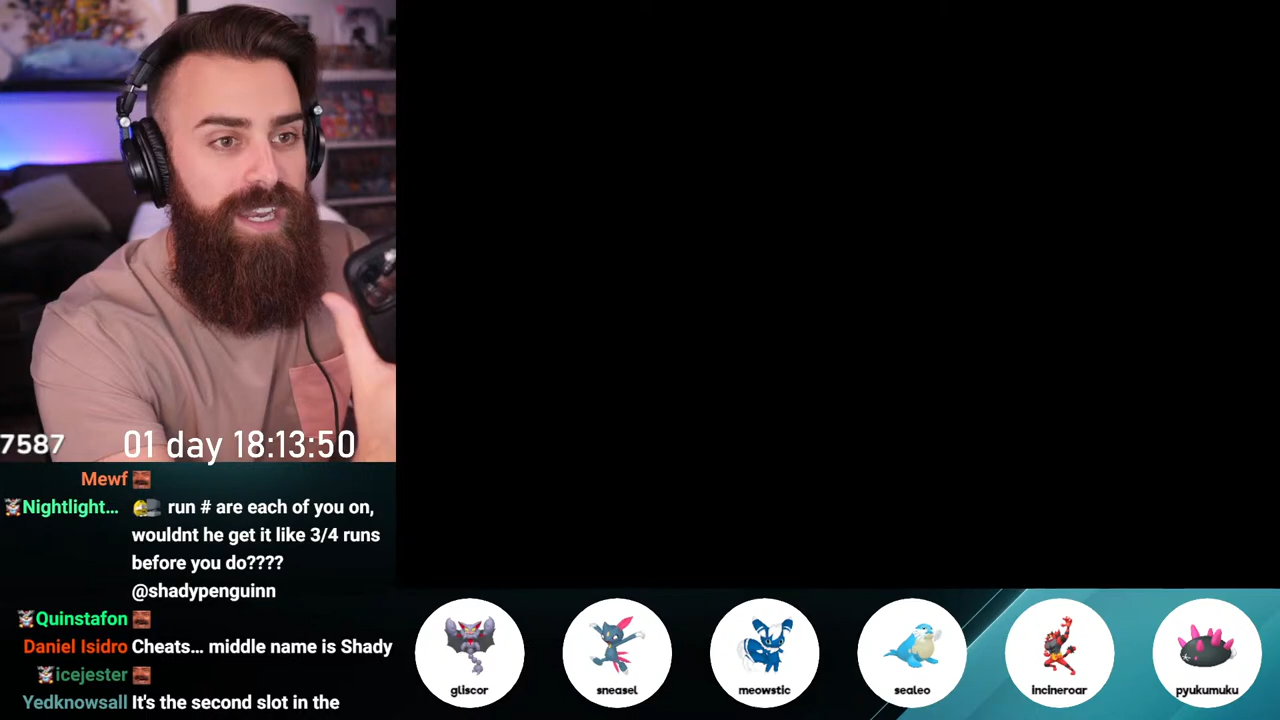 7587
01 day 18:13:50
Mewf
Nightlight… run # are each of you on,
wouldnt he get it like 3/4 runs
before you do????
@shadypenguinn
Quinstafon
Daniel Isidro Cheats… middle name is Shady
icejester
Yedknowsall It's the second slot in the
gliscor
sneasel
meowstic
sealeo
incineroar
pyukumuku